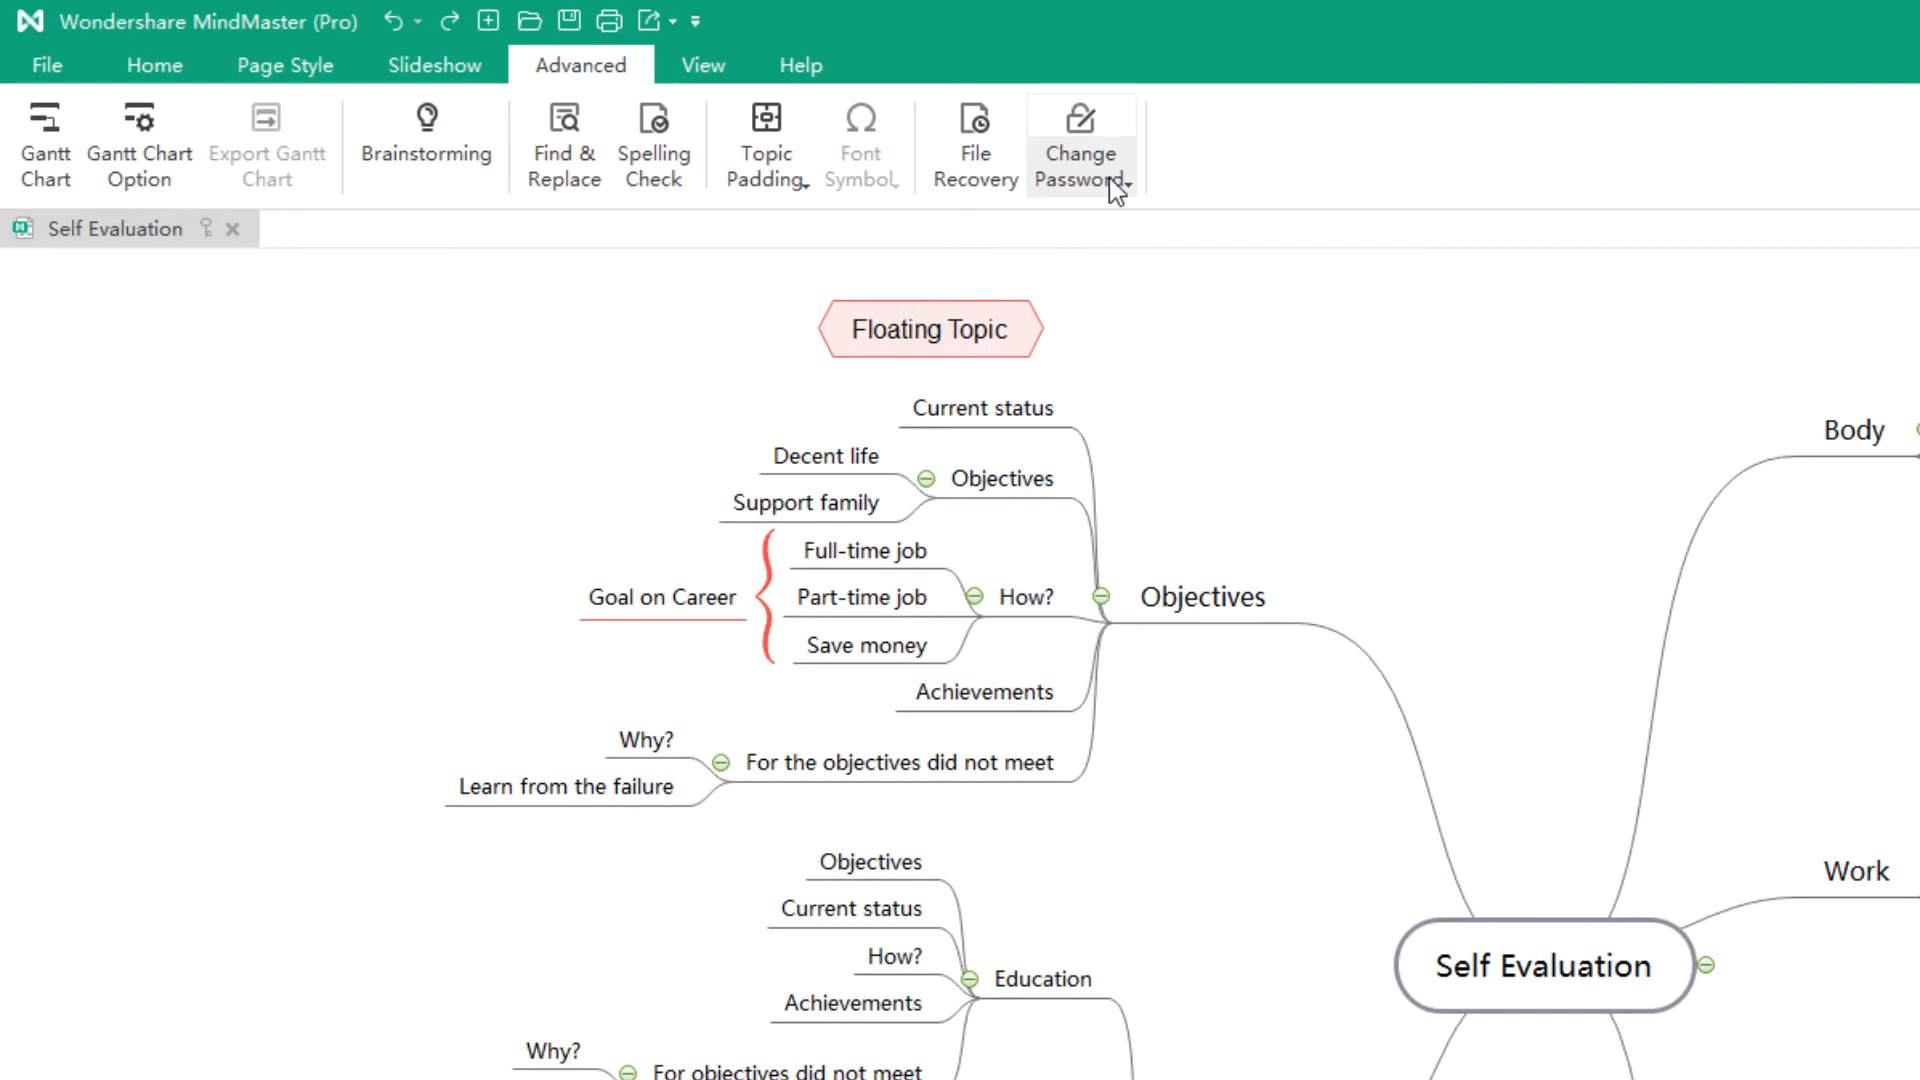 Wondershare MindMaster (Pro)
File Home Page Style Slideshow Advanced View Help
Gantt Chart
Gantt Chart Option
Export Gantt Chart
Brainstorming
Find & Replace
Spelling Check
Topic Padding
Font Symbol
File Recovery
Change Password
Self Evaluation
Floating Topic
Current status
Decent life
Objectives
Support family
Full-time job
Goal on Career
Part-time job
How?
Objectives
Save money
Achievements
Why?
For the objectives did not meet
Learn from the failure
Body
Objectives
Current status
How?
Education
Achievements
Why?
For objectives did not meet
Work
Self Evaluation